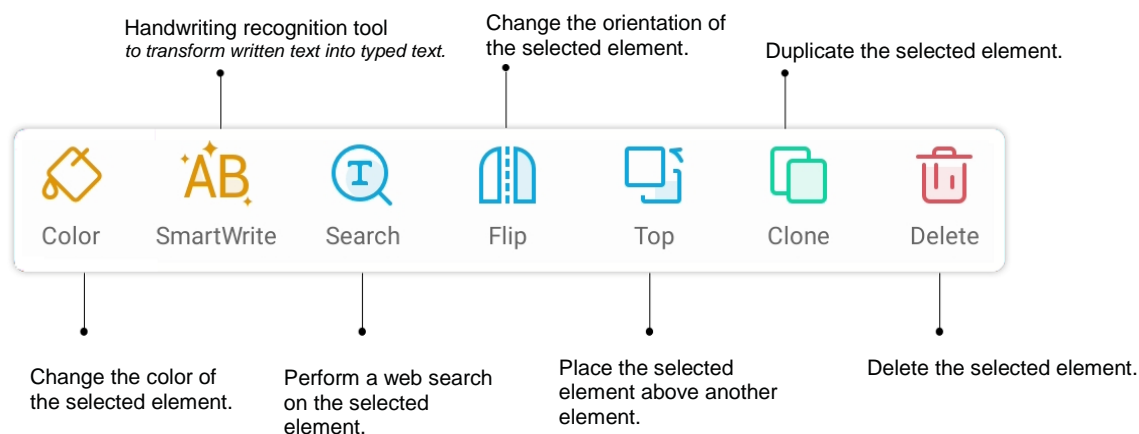 Handwriting recognition tool
to transform written text into typed text.
Change the orientation of
the selected element.
Duplicate the selected element.
AB
T
Color
SmartWrite
Search
Flip
Top
Clone
Delete
Change the color of
the selected element.
Perform a web search
on the selected
element.
Place the selected
element above another
element.
Delete the selected element.